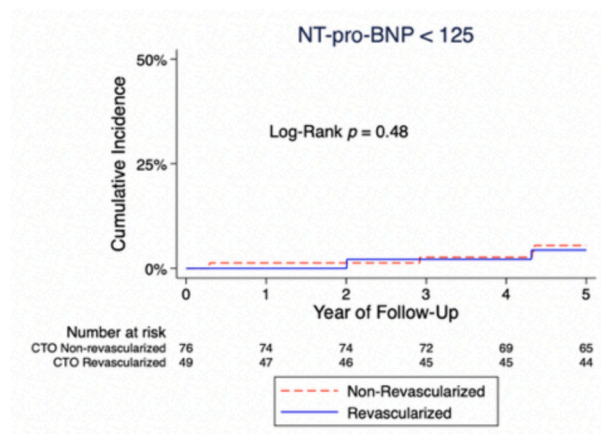 NT-pro-BNP < 125
50%
Log-Rank p = 0.48
25%
Cumulative Incidence
0%
0 1 2 3 4 5
Year of Follow-Up
Number at risk
CTO Non-revascularized 76 74 74 72 69 65
CTO Revascularized 49 47 46 45 45 44
Non-Revascularized
Revascularized